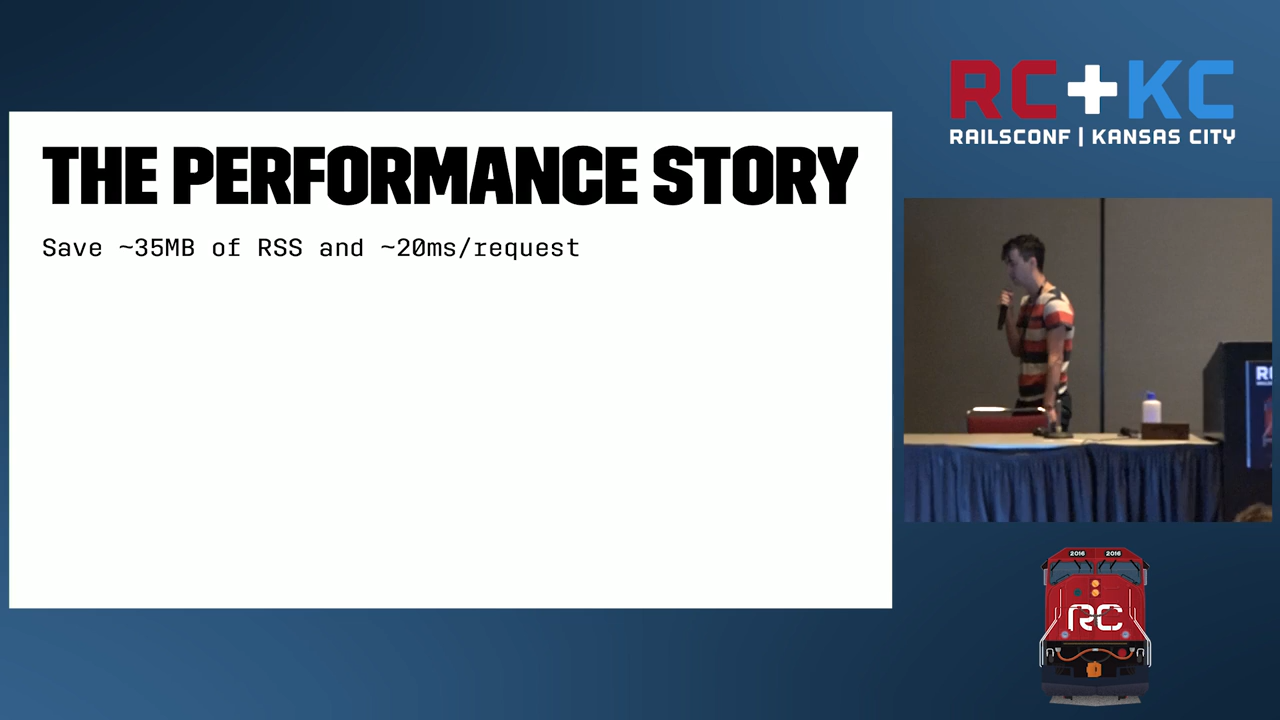 THE PERFORMANCE STORY
Save ~35MB of RSS and ~20ms/request
RC+KC
RAILSCONF | KANSAS CITY
2016 2016
RC